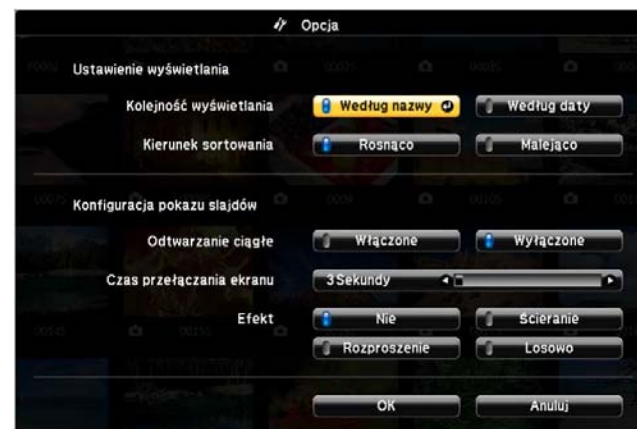 Opcja
Ustawienie wyświetlania
Kolejność wyświetlania Według nazwy Według daty
Kierunek sortowania Rosnąco Malejąco
Konfiguracja pokazu slajdów
Odtwarzanie ciągłe Włączone Wyłączone
Czas przełączania ekranu 3 Sekundy
Efekt Nie Ścieranie
Rozproszenie Losowo
OK Anuluj